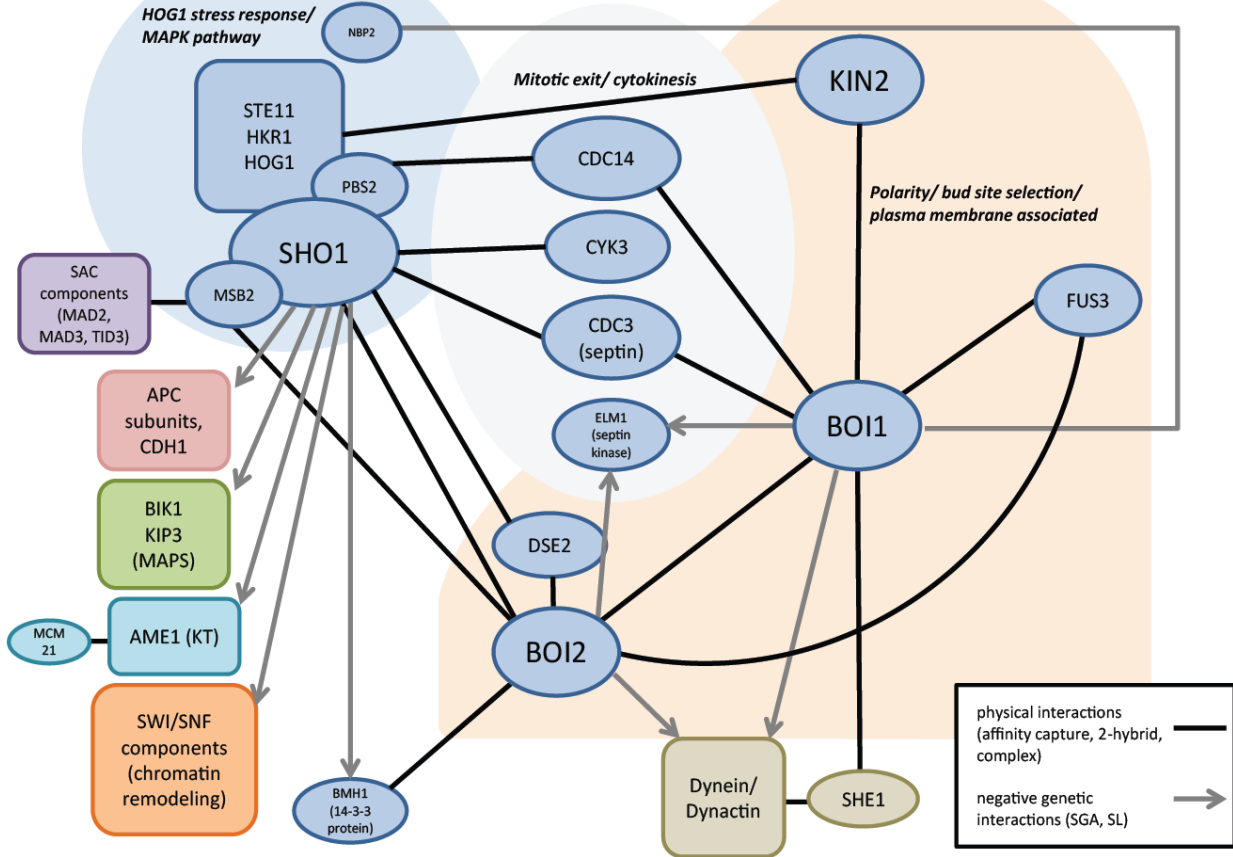 HOG1 stress response/
MAPK pathway
NBP2
Mitotic exit/ cytokinesis
KIN2
STE11
HKR1
HOG1
CDC14
PBS2
Polarity/ bud site selection/
plasma membrane associated
SHO1
CYK3
SAC
components
(MAD2,
MAD3, TID3)
MSB2
FUS3
CDC3
(septin)
APC
subunits,
CDH1
ELM1
(septin
kinase)
BOI1
BIK1
KIP3
(MAPS)
DSE2
MCM
21
AME1 (KT)
BOI2
SWI/SNF
components
(chromatin
remodeling)
BMH1
(14-3-3
protein)
Dynein/
Dynactin
SHE1
physical interactions
(affinity capture, 2-hybrid,
complex)
negative genetic
interactions (SGA, SL)